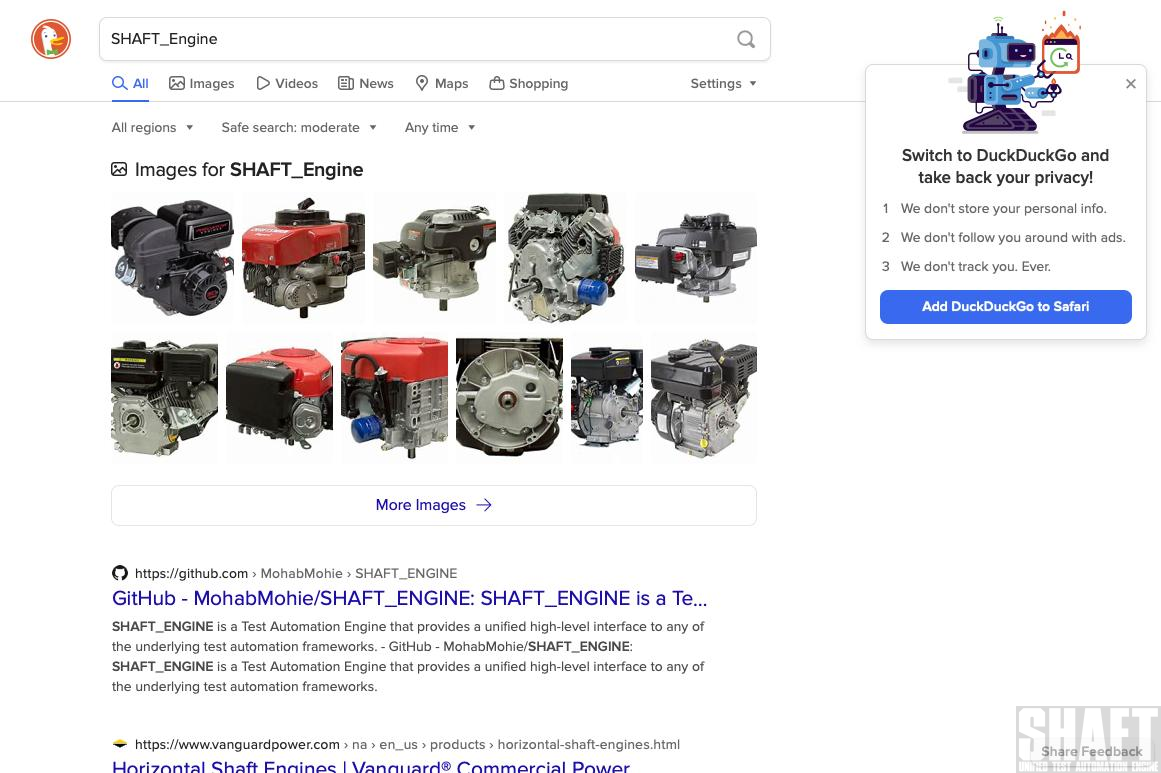 SHAFT_Engine
All Images Videos News Maps Shopping Settings
All regions Safe search: moderate Any time
Images for SHAFT_Engine
More Images
https://github.com › MohabMohie › SHAFT_ENGINE
GitHub - MohabMohie/SHAFT_ENGINE: SHAFT_ENGINE is a Te...
SHAFT_ENGINE is a Test Automation Engine that provides a unified high-level interface to any of
the underlying test automation frameworks. - GitHub - MohabMohie/SHAFT_ENGINE:
SHAFT_ENGINE is a Test Automation Engine that provides a unified high-level interface to any of
the underlying test automation frameworks.
https://www.vanguardpower.com › na › en_us › products › horizontal-shaft-engines.html
Horizontal Shaft Engines | Vanguard® Commercial Power
Switch to DuckDuckGo and
take back your privacy!
1 We don't store your personal info.
2 We don't follow you around with ads.
3 We don't track you. Ever.
Add DuckDuckGo to Safari
SHAFT
Share Feedback
UNIFIED TEST AUTOMATION ENGINE